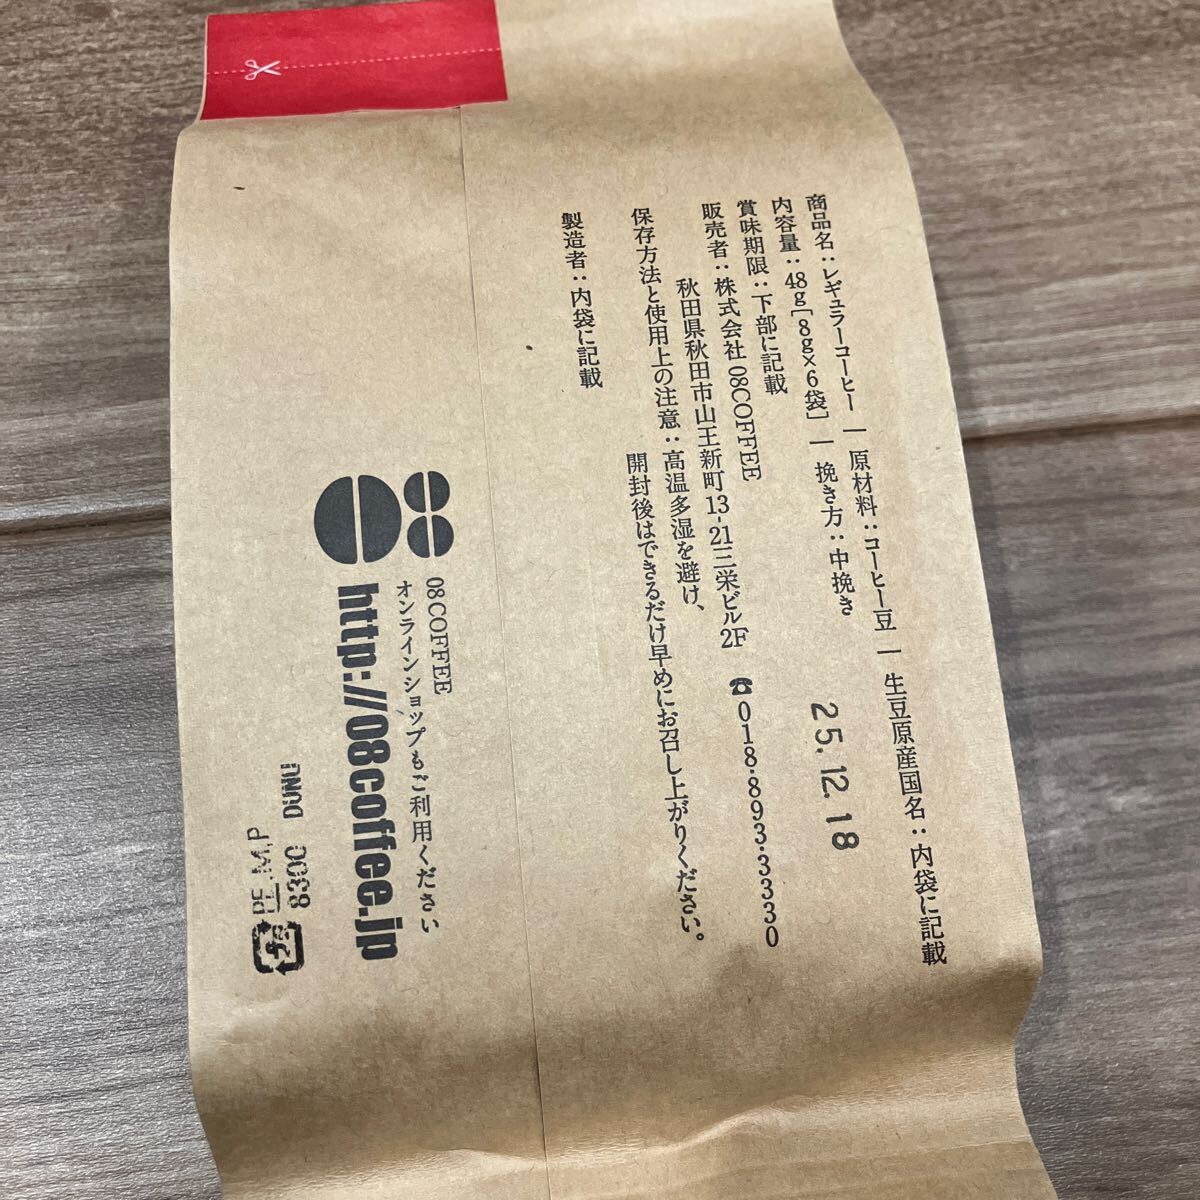 商品名：レギュラーコーヒー｜原材料：コーヒー豆｜生豆原産国名：内袋に記載
内容量：48g［8g×6袋］｜挽き方：中挽き
賞味期限：下部に記載
25.12.18
販売者：株式会社 08COFFEE
秋田県秋田市山王新町13-21三栄ビル2F ☎018.893.3330
保存方法と使用上の注意：高温多湿を避け、
開封後はできるだけ早めにお召し上がりください。
製造者：内袋に記載
08COFFEE
オンラインショップもご利用ください
http://08coffee.jp
8300 DUNU
PE.M.P